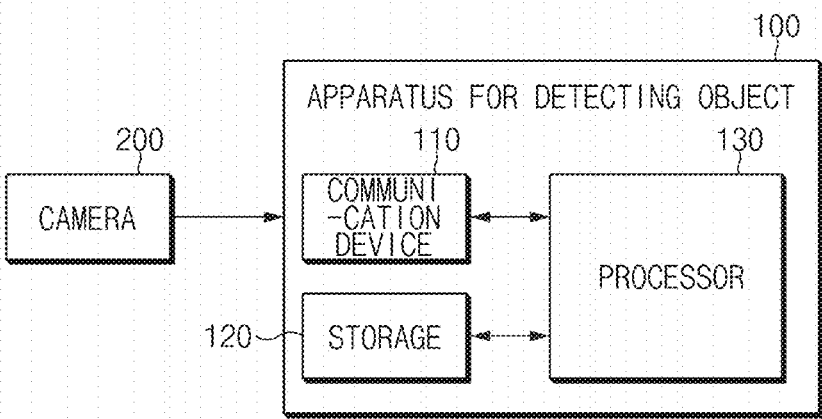 100
APPARATUS FOR DETECTING OBJECT
200
110
130
CAMERA
COMMUNI
-CATION
DEVICE
PROCESSOR
120
STORAGE